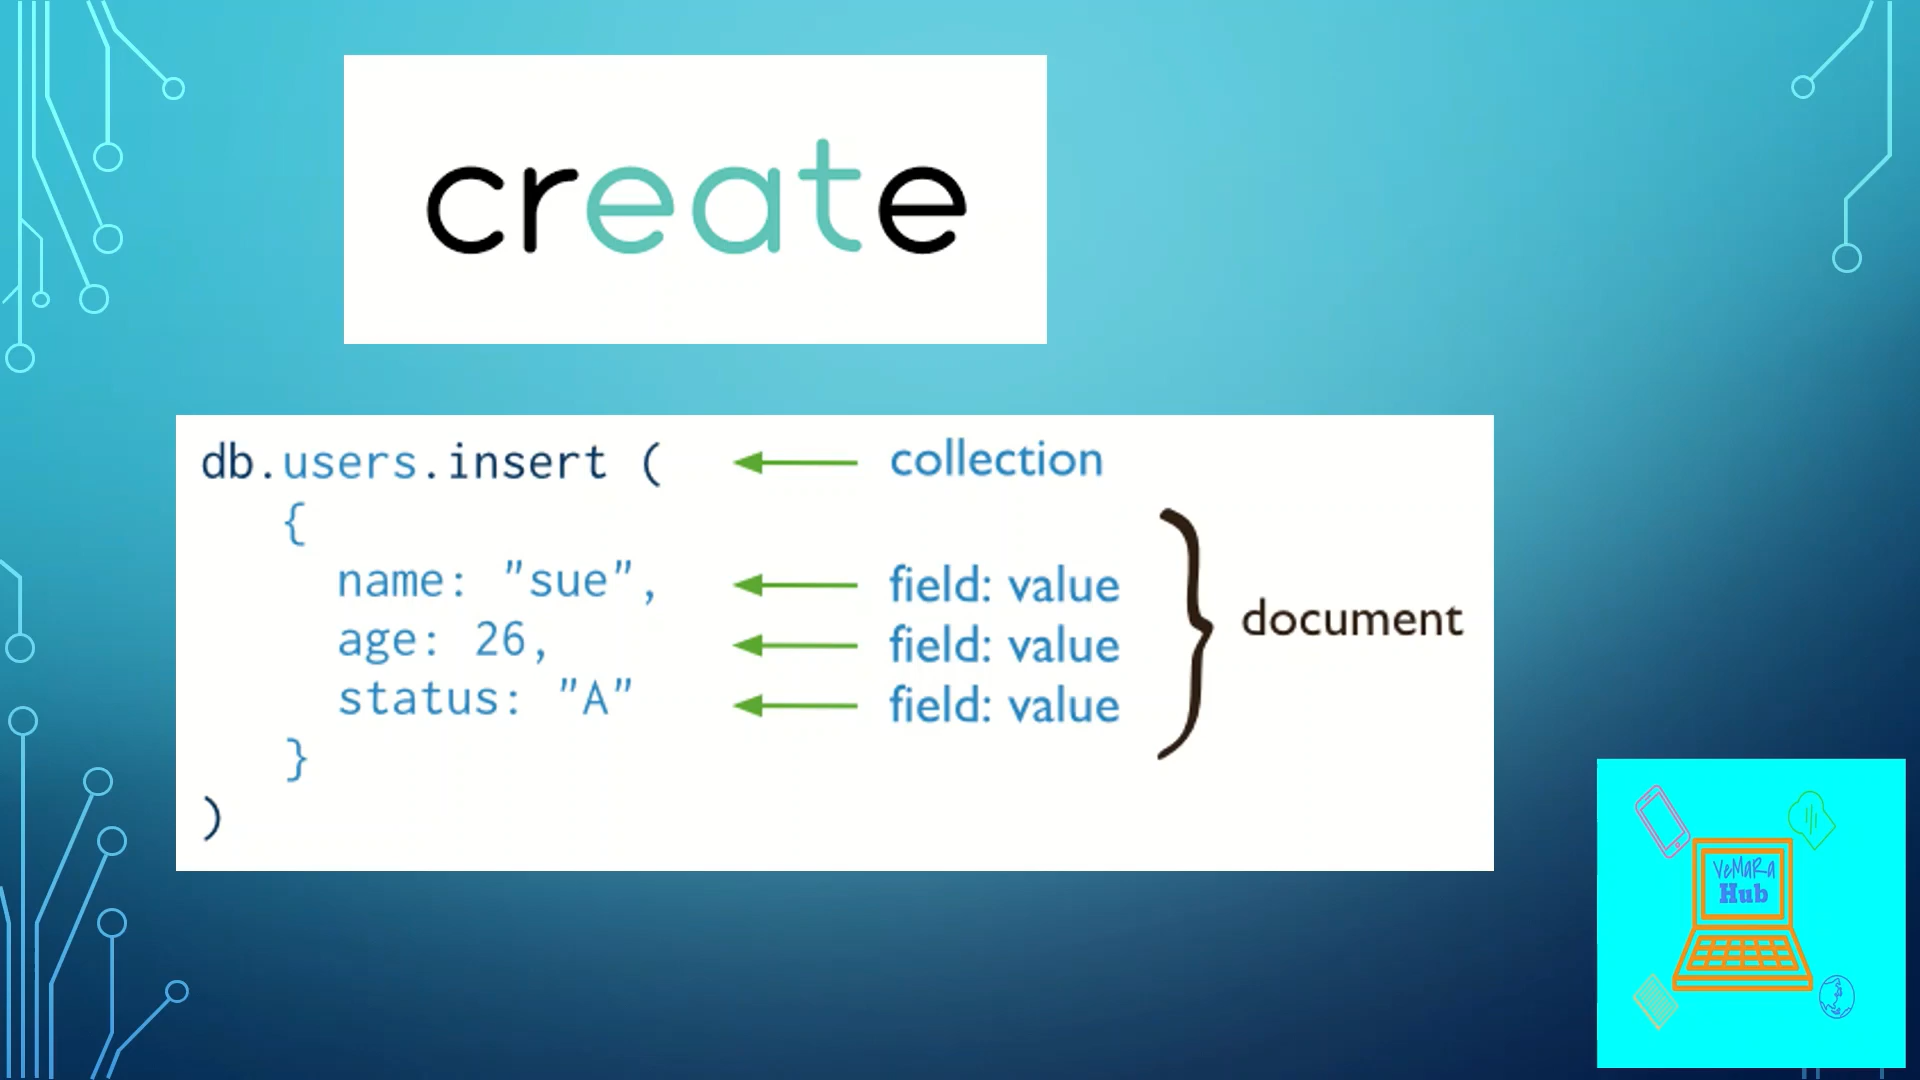 create
db.users.insert ( collection
{
name: "sue", field: value
age: 26, field: value
status: "A" field: value
}
)
document
VeMaRa
Hub